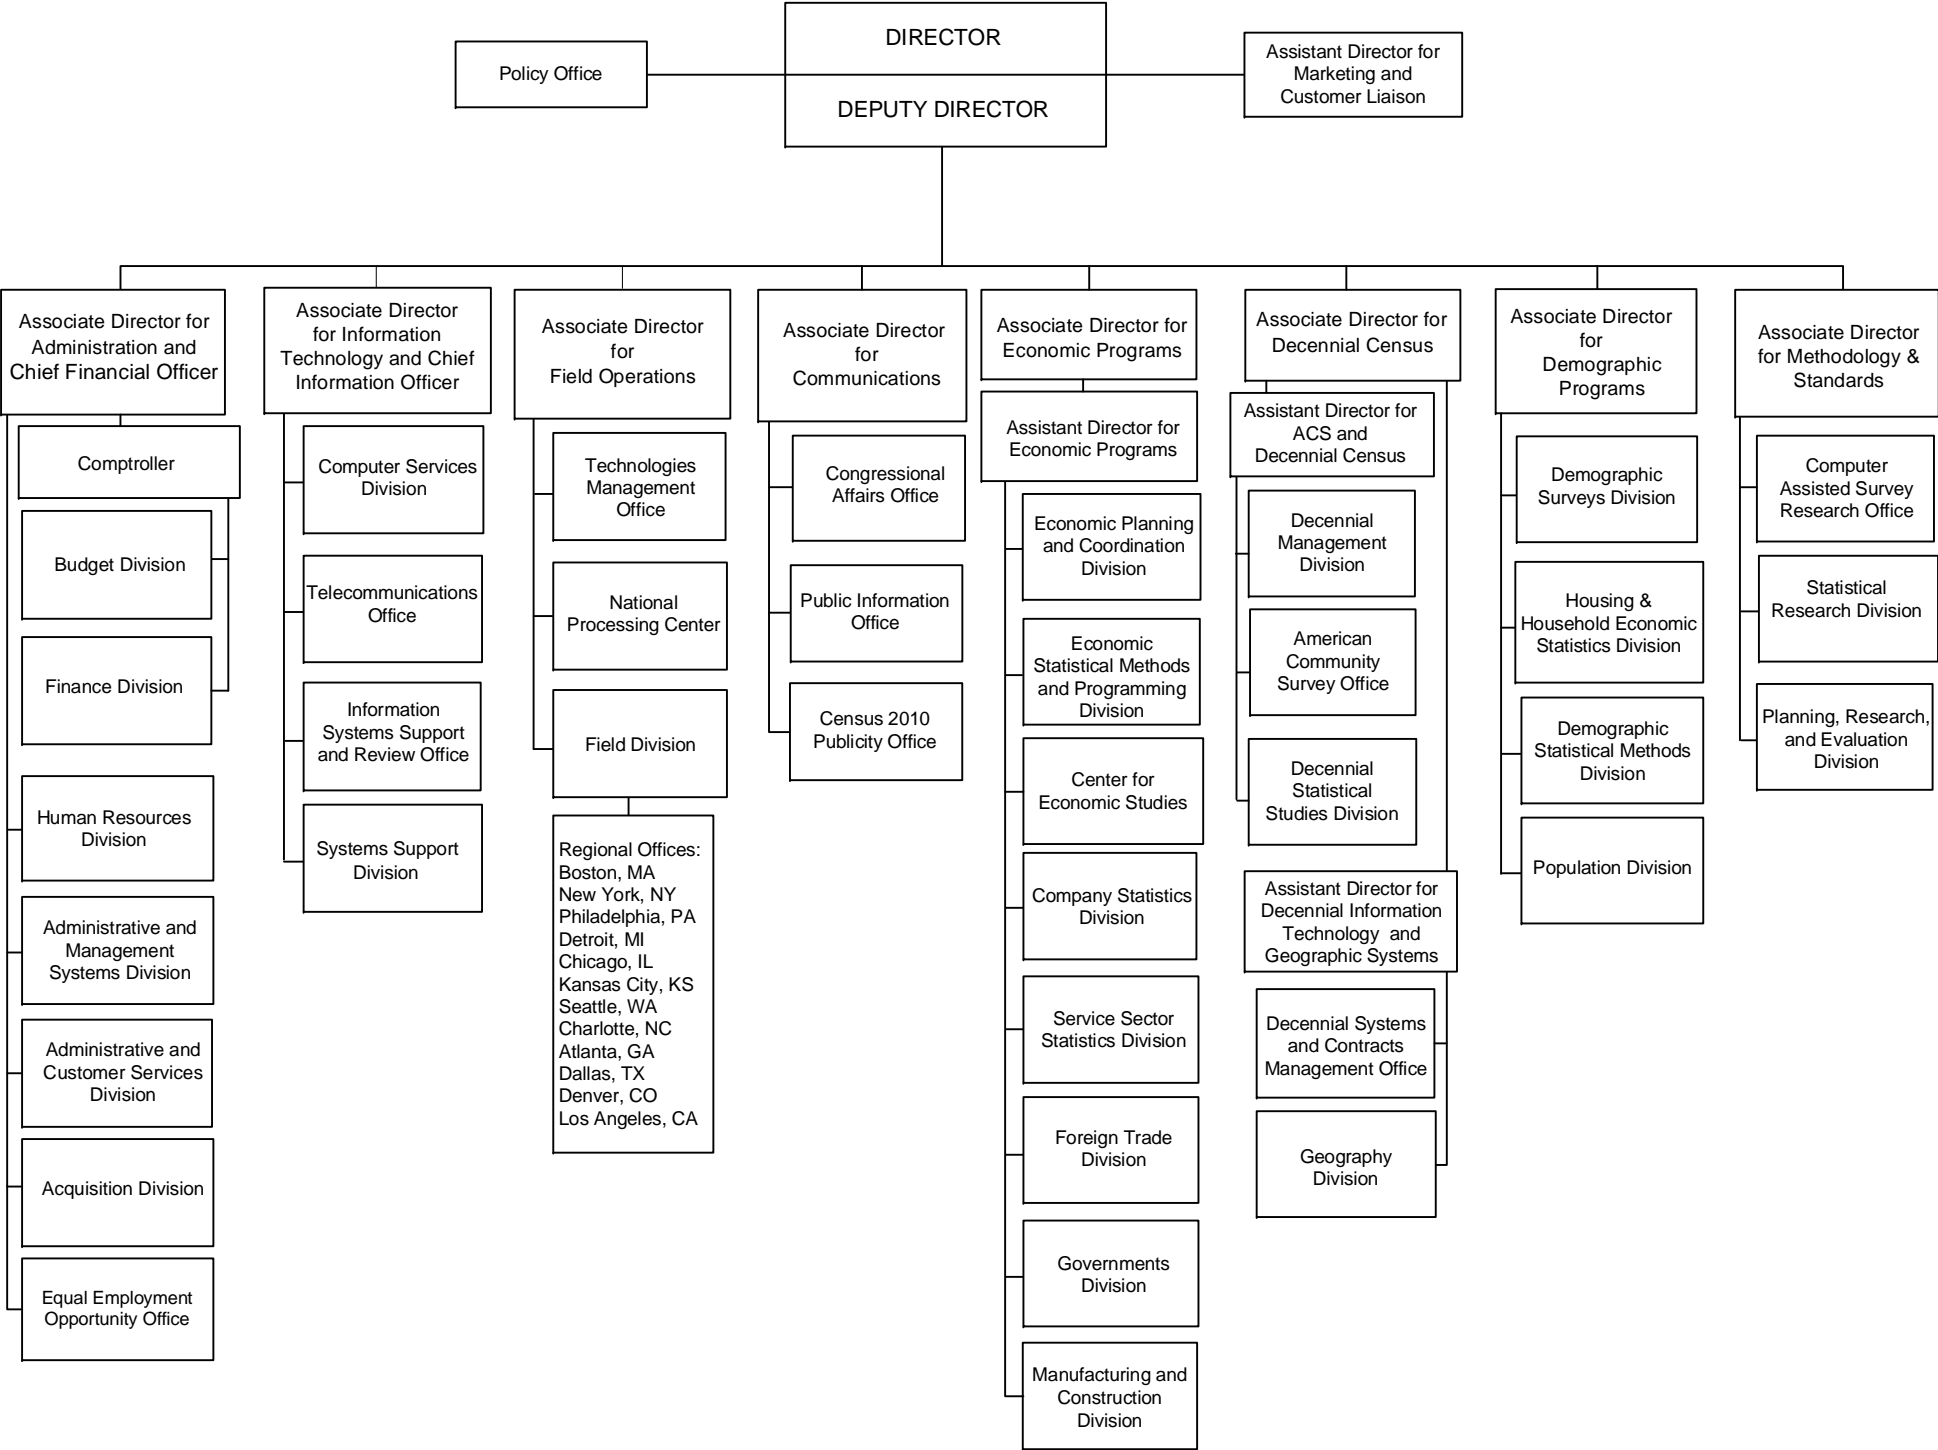 DIRECTOR
DEPUTY DIRECTOR
Policy Office
Assistant Director for
Marketing and
Customer Liaison
Associate Director for
Administration and
Chief Financial Officer
Comptroller
Budget Division
Finance Division
Human Resources
Division
Administrative and
Management
Systems Division
Administrative and
Customer Services
Division
Acquisition Division
Equal Employment
Opportunity Office
Associate Director
for Information
Technology and Chief
Information Officer
Computer Services
Division
Telecommunications
Office
Information
Systems Support
and Review Office
Systems Support
Division
Associate Director
for
Field Operations
Technologies
Management
Office
National
Processing Center
Field Division
Regional Offices:
Boston, MA
New York, NY
Philadelphia, PA
Detroit, MI
Chicago, IL
Kansas City, KS
Seattle, WA
Charlotte, NC
Atlanta, GA
Dallas, TX
Denver, CO
Los Angeles, CA
Associate Director
for
Communications
Congressional
Affairs Office
Public Information
Office
Census 2010
Publicity Office
Associate Director for
Economic Programs
Assistant Director for
Economic Programs
Economic Planning
and Coordination
Division
Economic
Statistical Methods
and Programming
Division
Center for
Economic Studies
Company Statistics
Division
Service Sector
Statistics Division
Foreign Trade
Division
Governments
Division
Manufacturing and
Construction
Division
Associate Director for
Decennial Census
Assistant Director for
ACS and
Decennial Census
Decennial
Management
Division
American
Community
Survey Office
Decennial
Statistical
Studies Division
Assistant Director for
Decennial Information
Technology and
Geographic Systems
Decennial Systems
and Contracts
Management Office
Geography
Division
Associate Director
for
Demographic
Programs
Demographic
Surveys Division
Housing &
Household Economic
Statistics Division
Demographic
Statistical Methods
Division
Population Division
Associate Director
for Methodology &
Standards
Computer
Assisted Survey
Research Office
Statistical
Research Division
Planning, Research,
and Evaluation
Division